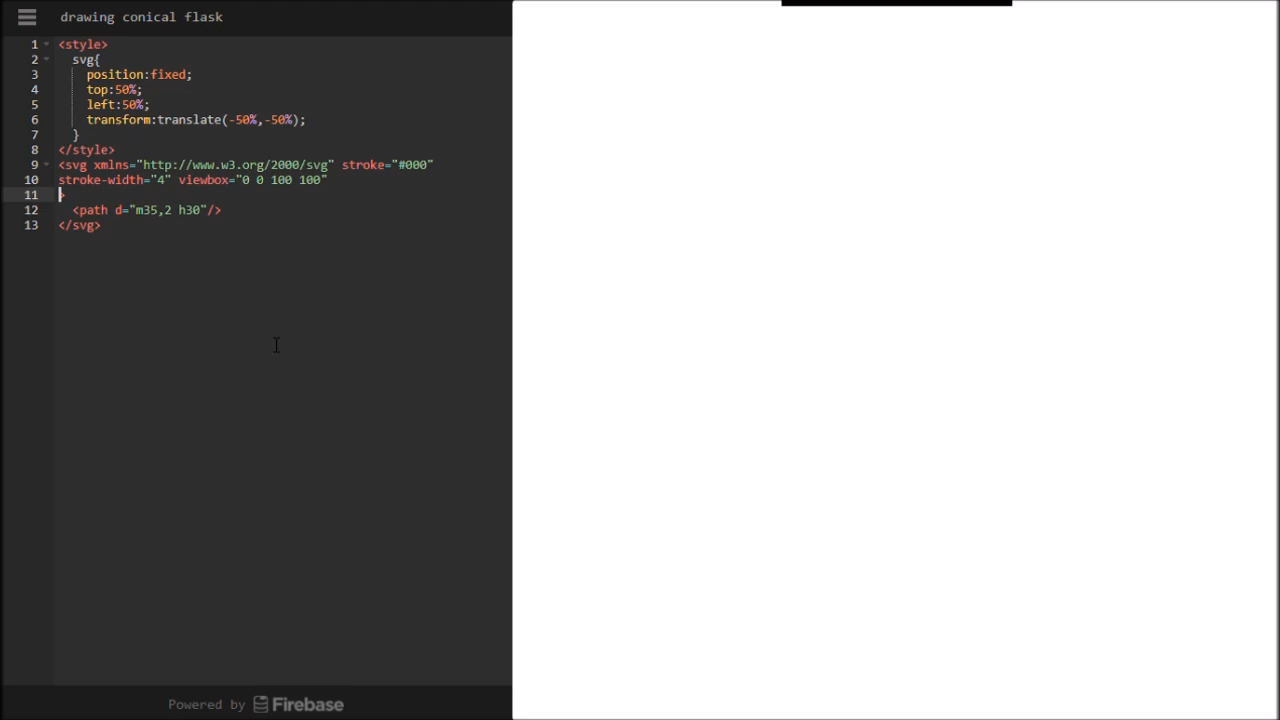 drawing conical flask
1 <style>
2 svg{
3 position:fixed;
4 top:50%;
5 left:50%;
6 transform:translate(-50%,-50%);
7 }
8 </style>
9 <svg xmlns="http://www.w3.org/2000/svg" stroke="#000"
10 stroke-width="4" viewbox="0 0 100 100"
11 >
12 <path d="m35,2 h30"/>
13 </svg>
Powered by Firebase